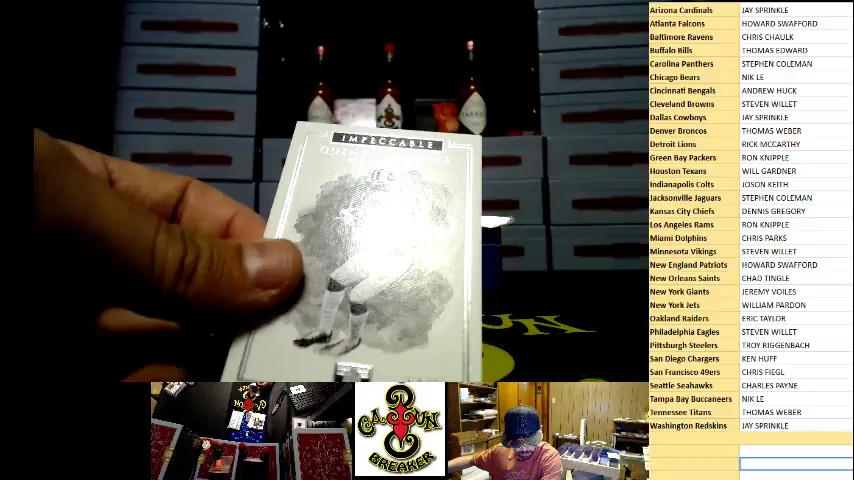 IMPECCABLE
CAJUN
BREAKER
Arizona Cardinals JAY SPRINKLE
Atlanta Falcons HOWARD SWAFFORD
Baltimore Ravens CHRIS CHAULK
Buffalo Bills THOMAS EDWARD
Carolina Panthers STEPHEN COLEMAN
Chicago Bears NIK LE
Cincinnati Bengals ANDREW HUCK
Cleveland Browns STEVEN WILLET
Dallas Cowboys JAY SPRINKLE
Denver Broncos THOMAS WEBER
Detroit Lions RICK MCCARTHY
Green Bay Packers RON KNIPPLE
Houston Texans WILL GARDNER
Indianapolis Colts JOSON KEITH
Jacksonville Jaguars STEPHEN COLEMAN
Kansas City Chiefs DENNIS GREGORY
Los Angeles Rams RON KNIPPLE
Miami Dolphins CHRIS PARKS
Minnesota Vikings STEVEN WILLET
New England Patriots HOWARD SWAFFORD
New Orleans Saints CHAD TINGLE
New York Giants JEREMY VOILES
New York Jets WILLIAM PARDON
Oakland Raiders ERIC TAYLOR
Philadelphia Eagles STEVEN WILLET
Pittsburgh Steelers TROY RIGGENBACH
San Diego Chargers KEN HUFF
San Francisco 49ers CHRIS FIEGL
Seattle Seahawks CHARLES PAYNE
Tampa Bay Buccaneers NIK LE
Tennessee Titans THOMAS WEBER
Washington Redskins JAY SPRINKLE